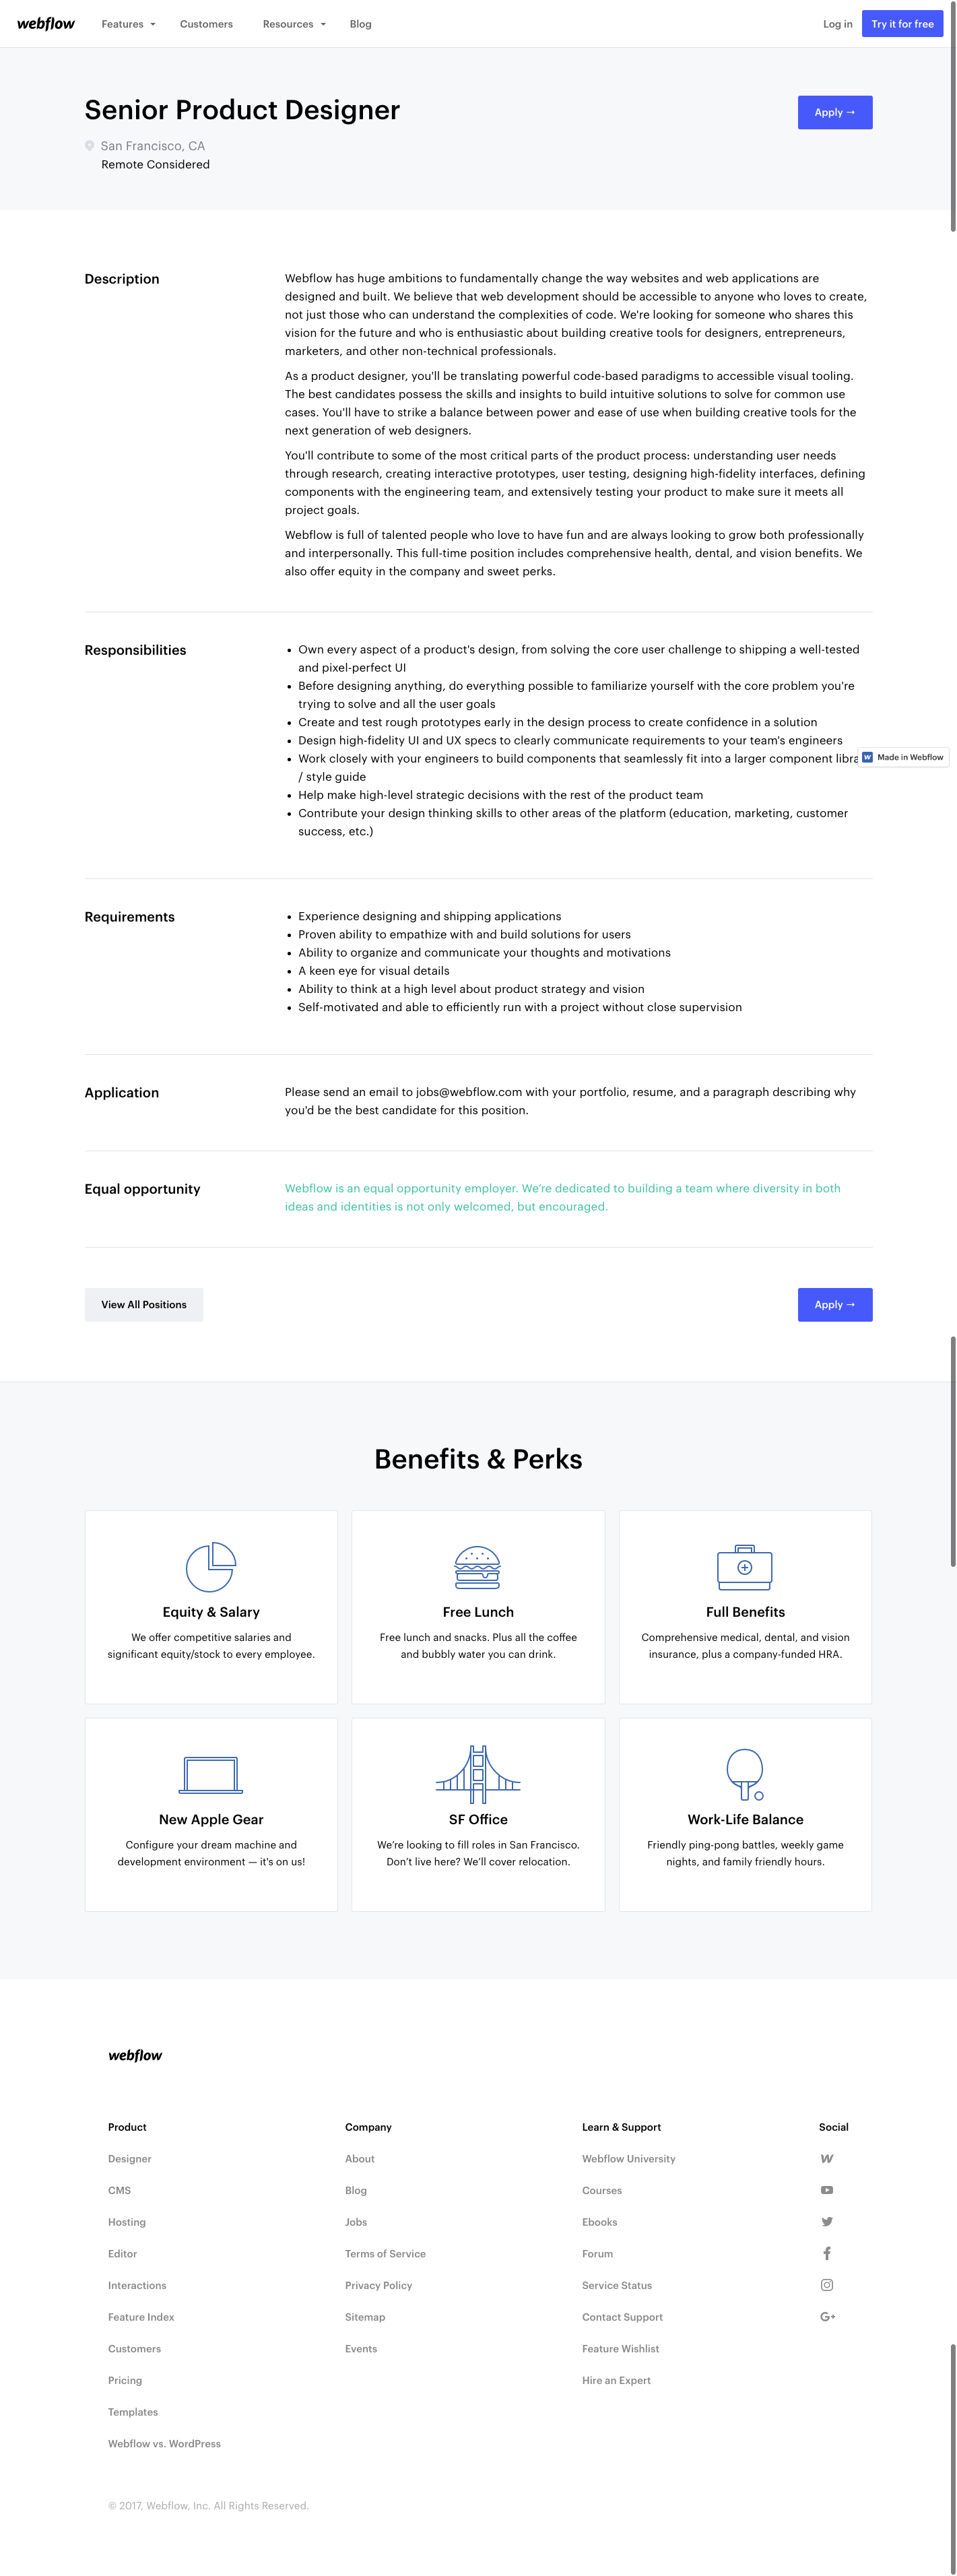 webflow Features Customers Resources Blog Log in Try it for free
Senior Product Designer
Apply →
San Francisco, CA
Remote Considered
Description
Webflow has huge ambitions to fundamentally change the way websites and web applications are
designed and built. We believe that web development should be accessible to anyone who loves to create,
not just those who can understand the complexities of code. We're looking for someone who shares this
vision for the future and who is enthusiastic about building creative tools for designers, entrepreneurs,
marketers, and other non-technical professionals.
As a product designer, you'll be translating powerful code-based paradigms to accessible visual tooling.
The best candidates possess the skills and insights to build intuitive solutions to solve for common use
cases. You'll have to strike a balance between power and ease of use when building creative tools for the
next generation of web designers.
You'll contribute to some of the most critical parts of the product process: understanding user needs
through research, creating interactive prototypes, user testing, designing high-fidelity interfaces, defining
components with the engineering team, and extensively testing your product to make sure it meets all
project goals.
Webflow is full of talented people who love to have fun and are always looking to grow both professionally
and interpersonally. This full-time position includes comprehensive health, dental, and vision benefits. We
also offer equity in the company and sweet perks.
Responsibilities
• Own every aspect of a product's design, from solving the core user challenge to shipping a well-tested
and pixel-perfect UI
• Before designing anything, do everything possible to familiarize yourself with the core problem you're
trying to solve and all the user goals
• Create and test rough prototypes early in the design process to create confidence in a solution
• Design high-fidelity UI and UX specs to clearly communicate requirements to your team's engineers
• Work closely with your engineers to build components that seamlessly fit into a larger component libra
Made in Webflow
/ style guide
• Help make high-level strategic decisions with the rest of the product team
• Contribute your design thinking skills to other areas of the platform (education, marketing, customer
success, etc.)
Requirements
• Experience designing and shipping applications
• Proven ability to empathize with and build solutions for users
• Ability to organize and communicate your thoughts and motivations
• A keen eye for visual details
• Ability to think at a high level about product strategy and vision
• Self-motivated and able to efficiently run with a project without close supervision
Application
Please send an email to jobs@webflow.com with your portfolio, resume, and a paragraph describing why
you'd be the best candidate for this position.
Equal opportunity
Webflow is an equal opportunity employer. We're dedicated to building a team where diversity in both
ideas and identities is not only welcomed, but encouraged.
View All Positions
Apply →
Benefits & Perks
Equity & Salary
We offer competitive salaries and
significant equity/stock to every employee.
Free Lunch
Free lunch and snacks. Plus all the coffee
and bubbly water you can drink.
Full Benefits
Comprehensive medical, dental, and vision
insurance, plus a company-funded HRA.
New Apple Gear
Configure your dream machine and
development environment — it's on us!
SF Office
We're looking to fill roles in San Francisco.
Don't live here? We'll cover relocation.
Work-Life Balance
Friendly ping-pong battles, weekly game
nights, and family friendly hours.
webflow
Product
Designer
CMS
Hosting
Editor
Interactions
Feature Index
Customers
Pricing
Templates
Webflow vs. WordPress
Company
About
Blog
Jobs
Terms of Service
Privacy Policy
Sitemap
Events
Learn & Support
Webflow University
Courses
Ebooks
Forum
Service Status
Contact Support
Feature Wishlist
Hire an Expert
Social
© 2017, Webflow, Inc. All Rights Reserved.